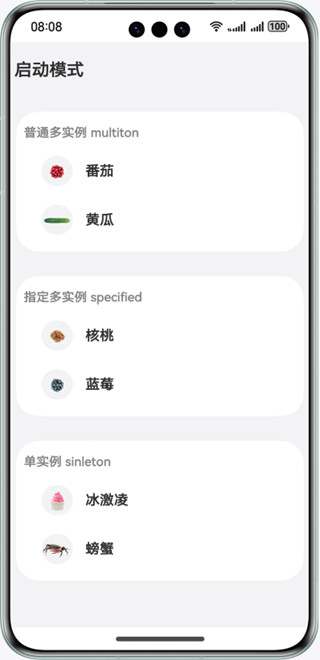 08:08
100
启动模式
普通多实例 multiton
番茄
黄瓜
指定多实例 specified
核桃
蓝莓
单实例 sinleton
冰激凌
螃蟹